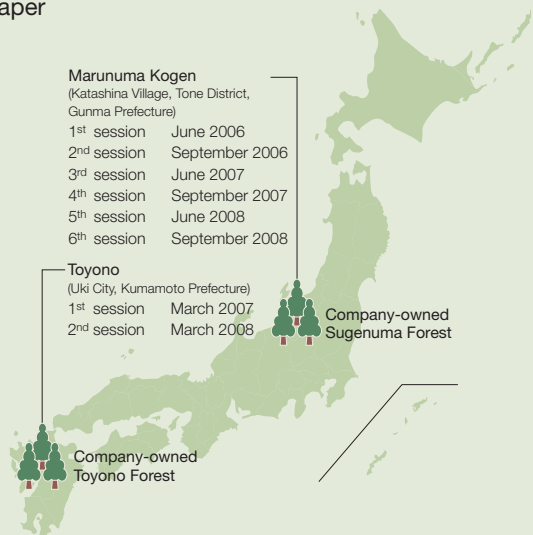 aper
Marunuma Kogen
(Katashina Village, Tone District,
Gunma Prefecture)
1st session June 2006
2nd session September 2006
3rd session June 2007
4th session September 2007
5th session June 2008
6th session September 2008
Toyono
(Uki City, Kumamoto Prefecture)
1st session March 2007
2nd session March 2008
Company-owned
Sugenuma Forest
Company-owned
Toyono Forest